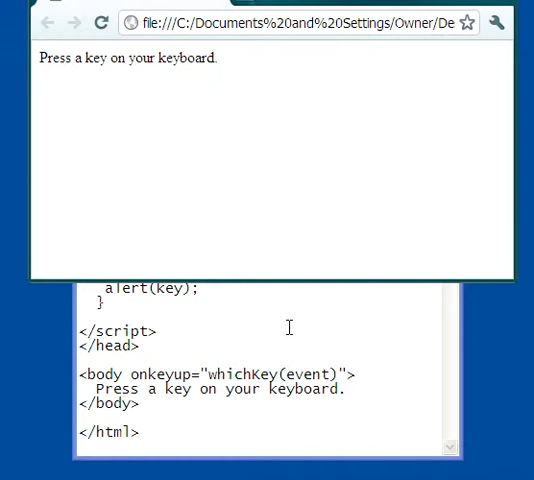 file:///C:/Documents%20and%20Settings/Owner/De
Press a key on your keyboard.
alert(key);
}
</script>
</head>
<body onkeyup="whichKey(event)">
Press a key on your keyboard.
</body>
</html>